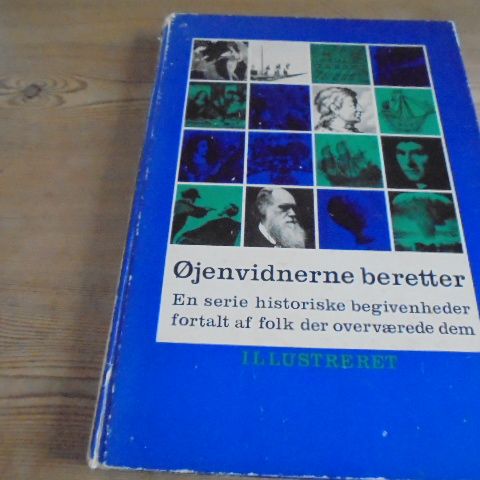 Øjenvidnerne beretter
En serie historiske begivenheder
fortalt af folk der overværede dem
ILLUSTRERET